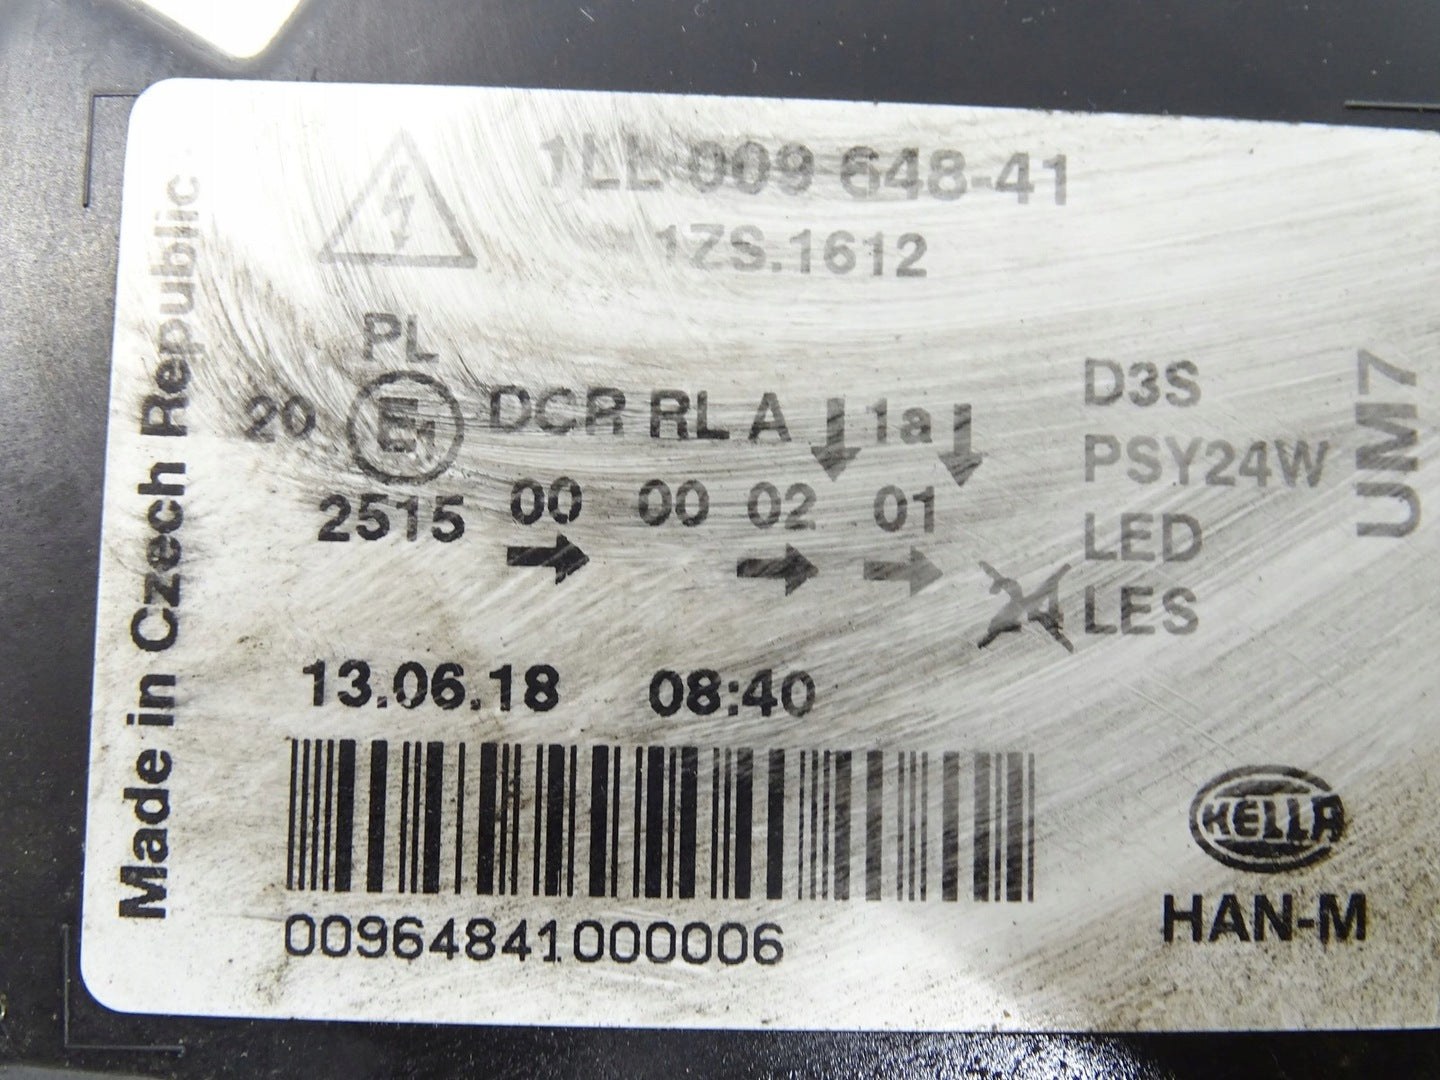 1LL 009 648-41
1ZS.1612
PL
20 E1 DCR RL A ↓ 1a ↓
2515 00 00 02 01
→ → →
D3S
PSY24W
LED
LES
UM7
Made in Czech Republic
13.06.18 08:40
00964841000006
HELLA
HAN-M